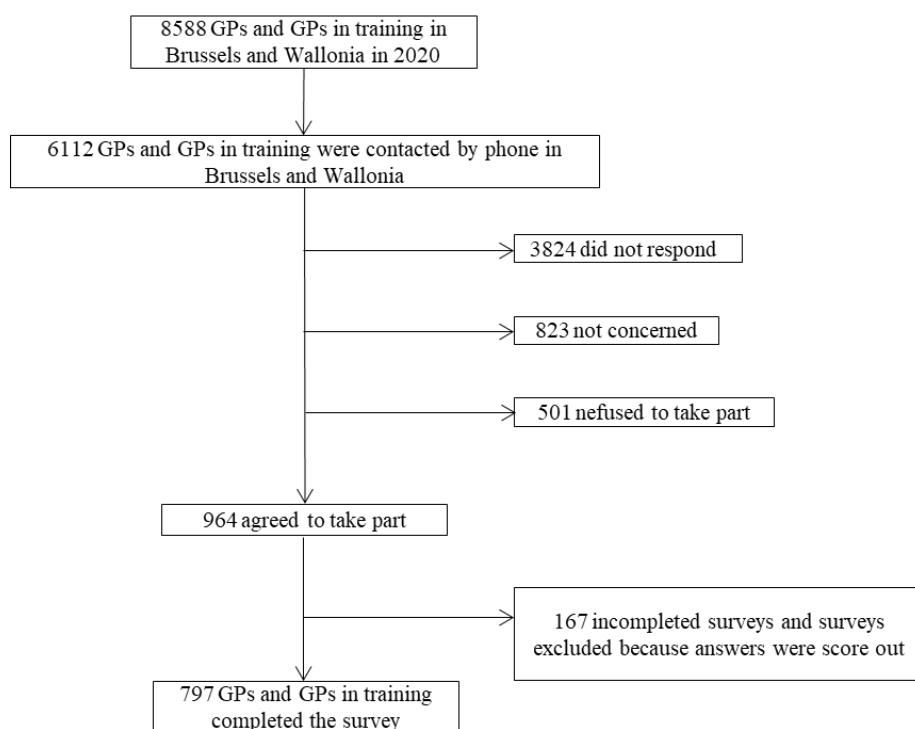 8588 GPs and GPs in training in
Brussels and Wallonia in 2020
6112 GPs and GPs in training were contacted by phone in
Brussels and Wallonia
3824 did not respond
823 not concerned
501 nefused to take part
964 agreed to take part
167 incompleted surveys and surveys
excluded because answers were score out
797 GPs and GPs in training
completed the survey